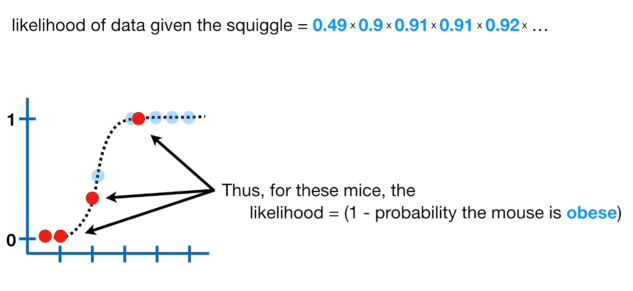 likelihood of data given the squiggle = 0.49 x 0.9 x 0.91 x 0.91 x 0.92 x ...
1
Thus, for these mice, the
likelihood = (1 - probability the mouse is obese)
0